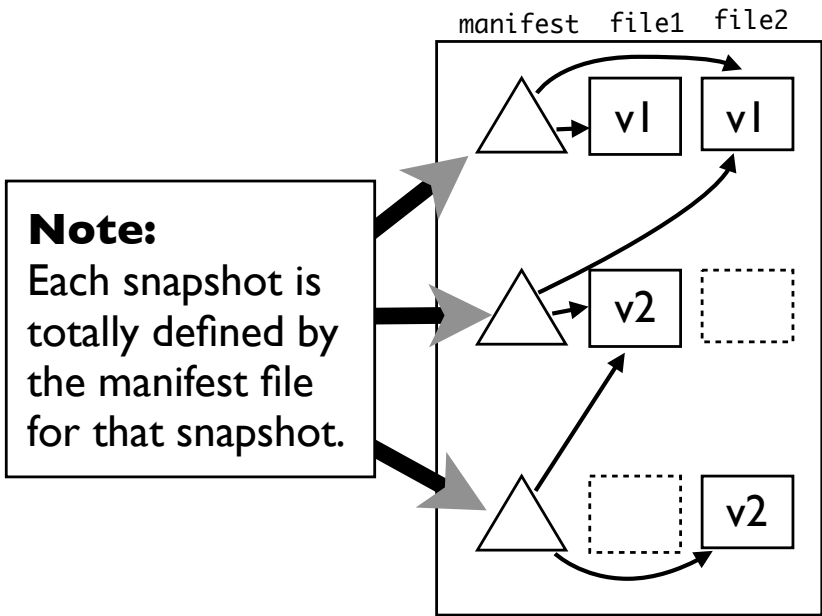 manifest file1 file2
v1 v1
Note:
Each snapshot is
totally defined by
the manifest file
for that snapshot.
v2
v2